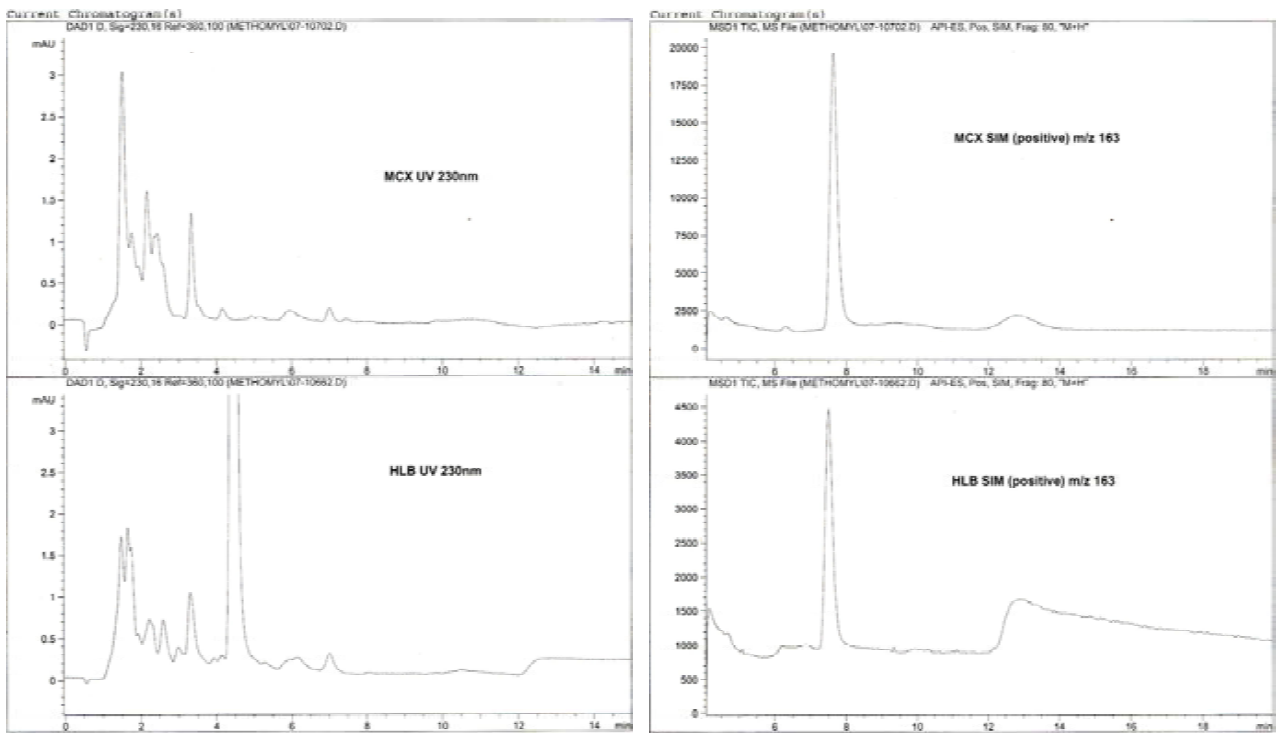 Current Chromatogram(s)
DAD1 D, Sig=230,16 Ref=360,100 (METHOMYL\07-10702.D)
mAU
3
2.5
2
1.5
1
0.5
0
MCX UV 230nm
0 2 4 6 8 10 12 14 min
DAD1 D, Sig=230,16 Ref=360,100 (METHOMYL\07-10662.D)
mAU
3
2.5
2
1.5
1
0.5
0
HLB UV 230nm
0 2 4 6 8 10 12 14 min
Current Chromatogram(s)
MSD1 TIC, MS File (METHOMYL\07-10702.D) API-ES, Pos, SIM, Frag: 80, "M+H"
20000
17500
15000
12500
10000
7500
5000
2500
0
MCX SIM (positive) m/z 163
6 8 10 12 14 16 18 min
MSD1 TIC, MS File (METHOMYL\07-10662.D) API-ES, Pos, SIM, Frag: 80, "M+H"
4500
4000
3500
3000
2500
2000
1500
1000
500
0
HLB SIM (positive) m/z 163
6 8 10 12 14 16 18 min